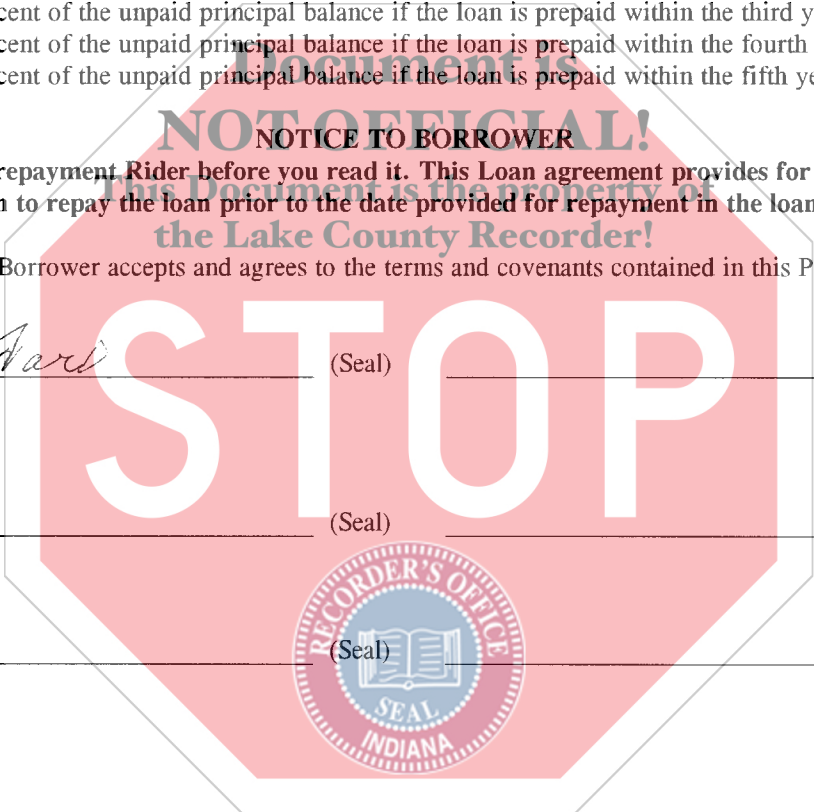 cent of the unpaid principal balance if the loan is prepaid within the third y
cent of the unpaid principal balance if the loan is prepaid within the fourth
cent of the unpaid principal balance if the loan is prepaid within the fifth ye
Document is
NOT OFFICIAL!
NOTICE TO BORROWER
repayment Rider before you read it. This Loan agreement provides for
This Document is the property of
n to repay the loan prior to the date provided for repayment in the loan
the Lake County Recorder!
Borrower accepts and agrees to the terms and covenants contained in this P
STOP
(Seal)
(Seal)
RECORDER'S OFFICE
(Seal)
SEAL
INDIANA